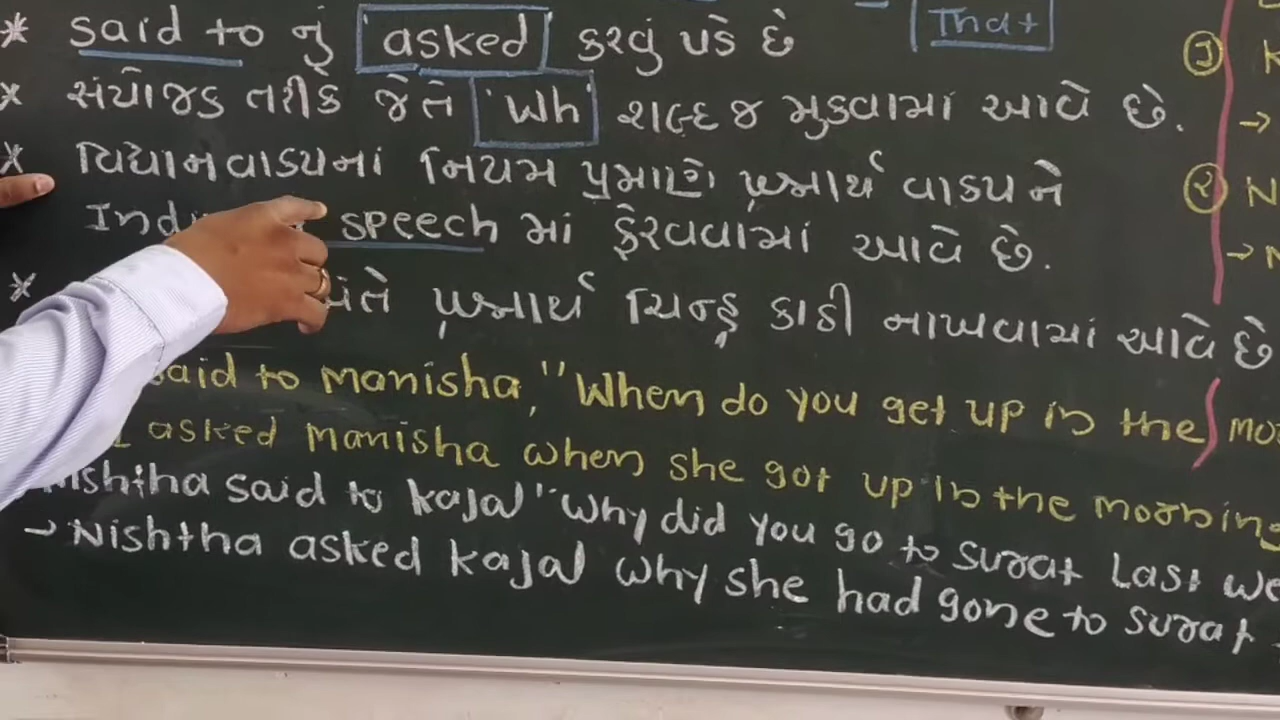 That
* said to નું asked કરવું પડે છે
* સંયોજક તરીકે જે તે 'Wh' શબ્દ જ મુકવામાં આવે છે.
* વિધાનવાક્યનાં નિયમ પ્રમાણે પ્રશ્નાર્થ વાક્ય ને
speech માં ફેરવવામાં આવે છે.
* પ્રશ્નાર્થ ચિન્હ કાઢી નાખવામાં આવે છે
said to Manisha, "When do you get up in the
I asked Manisha when she got up in the morning
said to Kajal "Why did you go to Surat Last
→ Nishtha asked Kajal why she had gone to Surat
①
→
② N
→